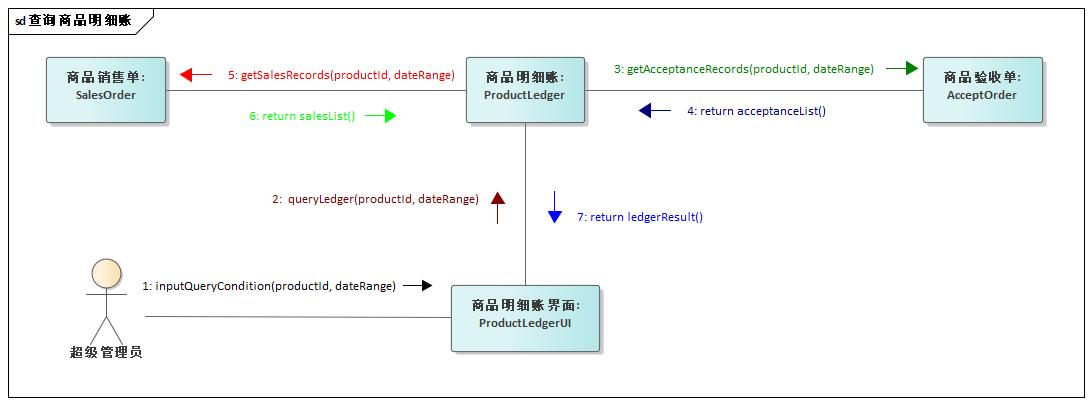 sd 查询商品明细账
商品销售单:
SalesOrder
5: getSalesRecords(productId, dateRange)
6: return salesList()
商品明细账:
ProductLedger
3: getAcceptanceRecords(productId, dateRange)
4: return acceptanceList()
商品验收单:
AcceptOrder
2: queryLedger(productId, dateRange)
7: return ledgerResult()
1: inputQueryCondition(productId, dateRange)
商品明细账界面:
ProductLedgerUI
超级管理员